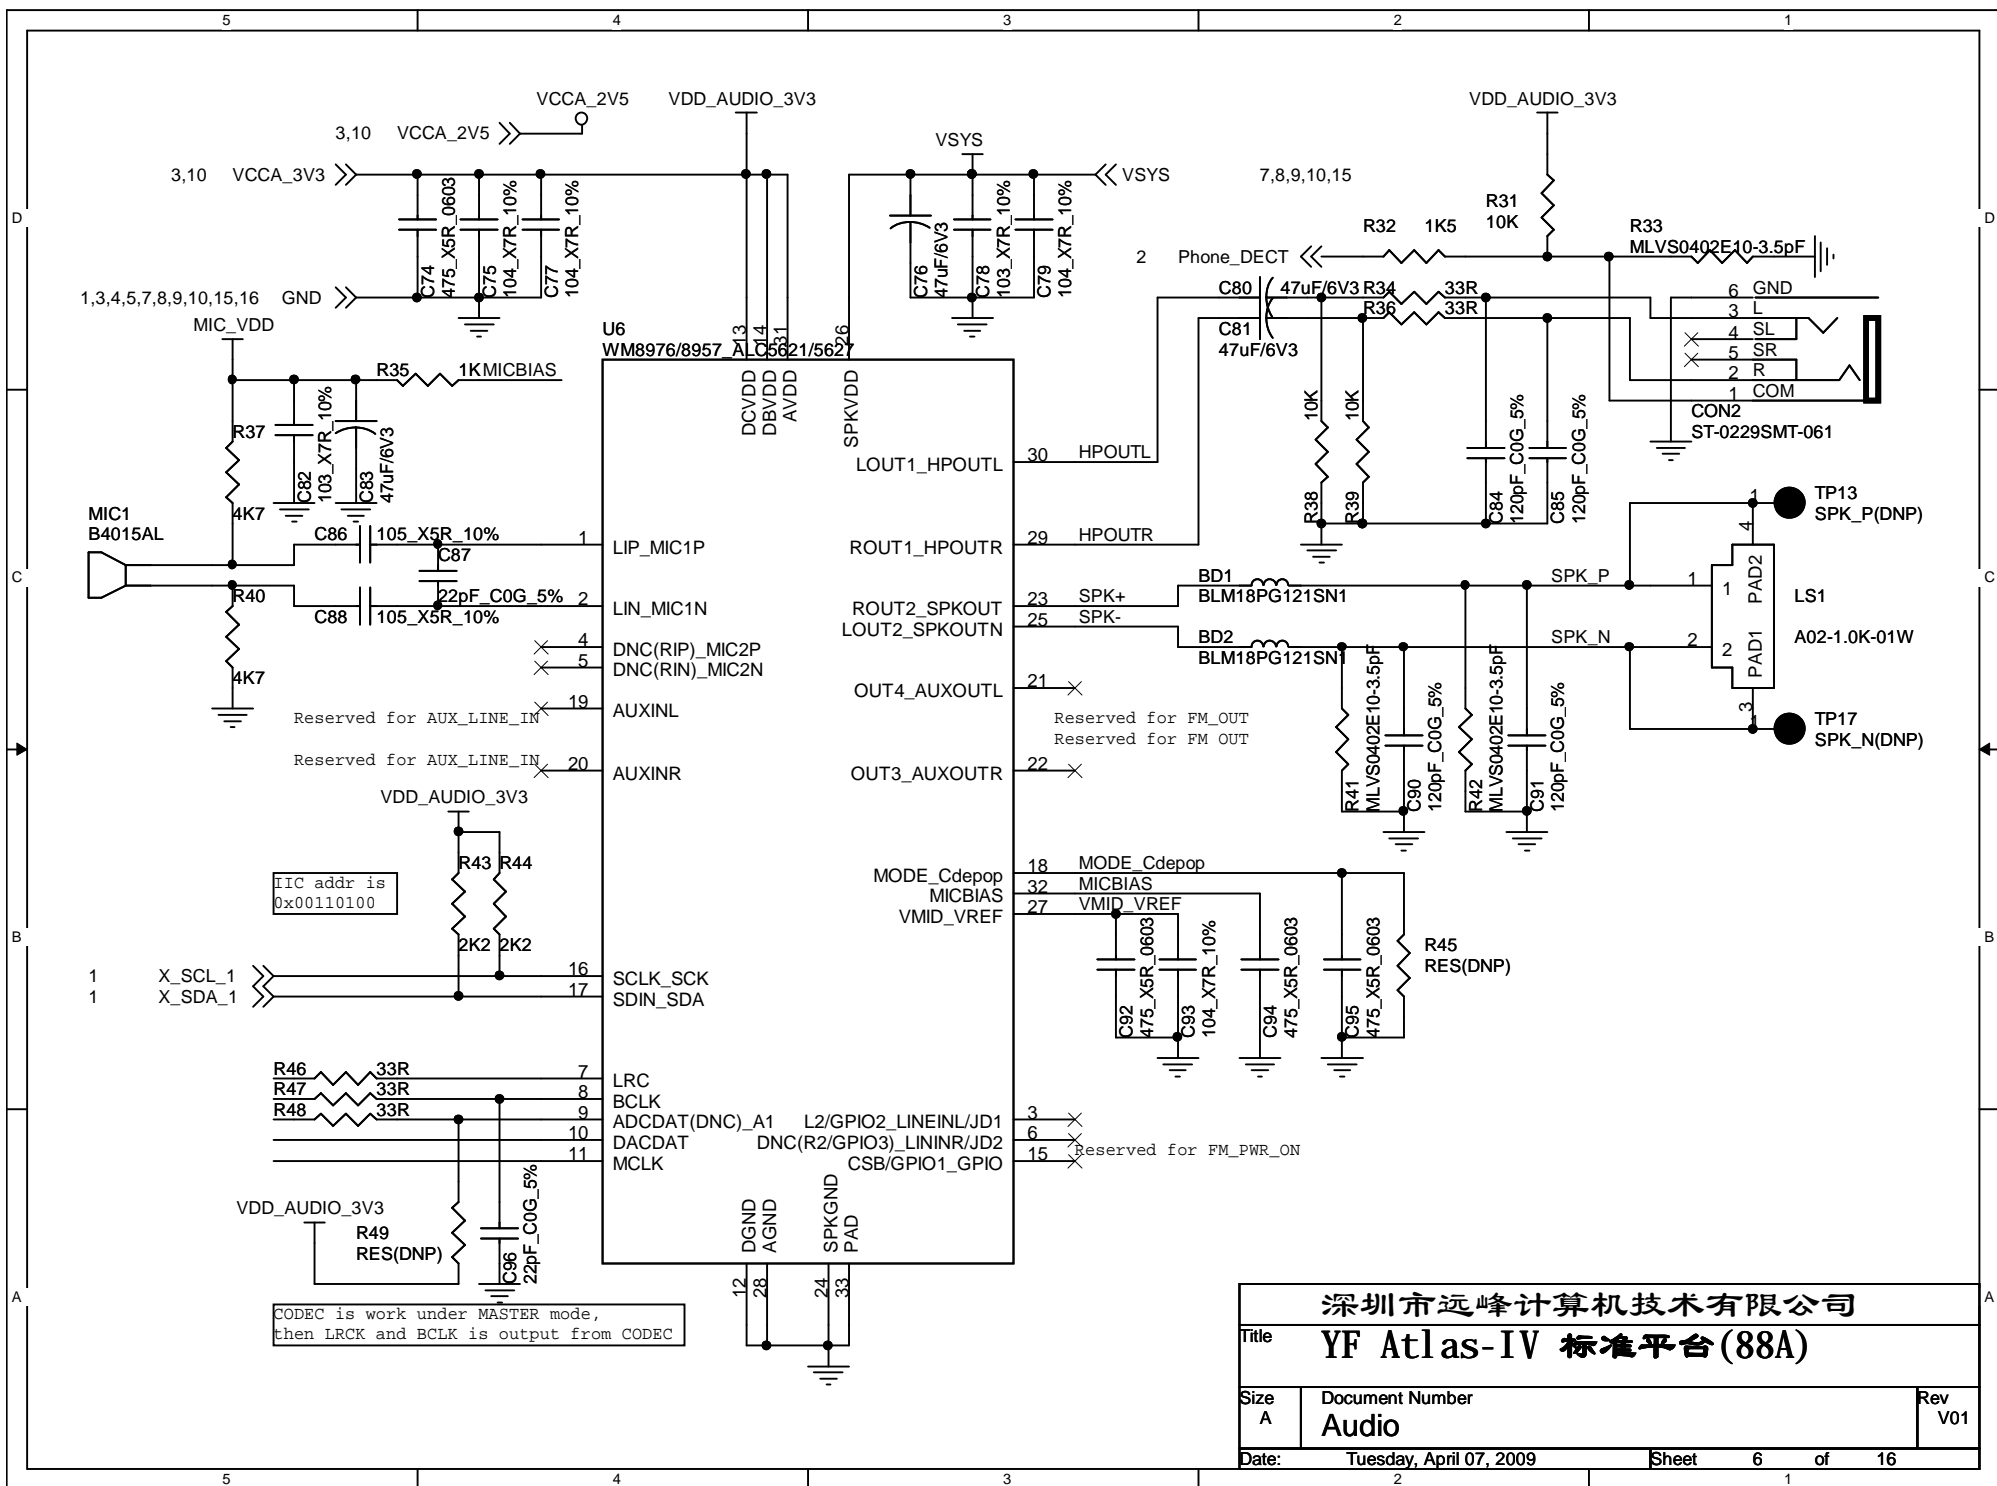 5 4 3 2 1
D D
C C
B B
A A
VCCA_2V5
VDD_AUDIO_3V3
VDD_AUDIO_3V3
3,10 VCCA_2V5
VSYS
3,10 VCCA_3V3
VSYS 7,8,9,10,15
C74
475_X5R_0603
C75
104_X7R_10%
C77
104_X7R_10%
C76
47uF/6V3
C78
103_X7R_10%
C79
104_X7R_10%
R31
10K
R32 1K5
R33
MLVS0402E10-3.5pF
2 Phone_DECT
1,3,4,5,7,8,9,10,15,16 GND
MIC_VDD
C80 47uF/6V3 R34 33R
R36 33R
C81
47uF/6V3
6 GND
3 L
4 SL
5 SR
2 R
1 COM
CON2
ST-0229SMT-061
U6
WM8976/8957_ALC5621/5627
13 14 31 26
DCVDD
DBVDD
AVDD
SPKVDD
R35 1K MICBIAS
R37
4K7
C82
103_X7R_10%
C83
47uF/6V3
10K
R38
10K
R39
C84
120pF_C0G_5%
C85
120pF_C0G_5%
MIC1
B4015AL
C86 105_X5R_10%
C87
22pF_C0G_5%
C88 105_X5R_10%
R40
4K7
1 LIP_MIC1P
2 LIN_MIC1N
4 DNC(RIP)_MIC2P
5 DNC(RIN)_MIC2N
19 AUXINL
20 AUXINR
Reserved for AUX_LINE_IN
Reserved for AUX_LINE_IN
LOUT1_HPOUTL 30 HPOUTL
ROUT1_HPOUTR 29 HPOUTR
ROUT2_SPKOUT 23 SPK+
LOUT2_SPKOUTN 25 SPK-
OUT4_AUXOUTL 21
Reserved for FM_OUT
Reserved for FM OUT
OUT3_AUXOUTR 22
BD1
BLM18PG121SN1
BD2
BLM18PG121SN1
SPK_P
SPK_N
R41
MLVS0402E10-3.5pF
C90
120pF_C0G_5%
R42
MLVS0402E10-3.5pF
C91
120pF_C0G_5%
1 TP13
SPK_P(DNP)
4
1 1 PAD2
2 2 PAD1
3
LS1
A02-1.0K-01W
1 TP17
SPK_N(DNP)
VDD_AUDIO_3V3
R43 R44
2K2 2K2
IIC addr is
0x00110100
1 X_SCL_1
1 X_SDA_1
16 SCLK_SCK
17 SDIN_SDA
MODE_Cdepop 18 MODE_Cdepop
MICBIAS 32 MICBIAS
VMID_VREF 27 VMID_VREF
C92
475_X5R_0603
C93
104_X7R_10%
C94
475_X5R_0603
C95
475_X5R_0603
R45
RES(DNP)
R46 33R 7 LRC
R47 33R 8 BCLK
R48 33R 9 ADCDAT(DNC)_A1
10 DACDAT
11 MCLK
L2/GPIO2_LINEINL/JD1 3
DNC(R2/GPIO3)_LININR/JD2 6
CSB/GPIO1_GPIO 15
Reserved for FM_PWR_ON
VDD_AUDIO_3V3
R49
RES(DNP)
C96
22pF_C0G_5%
DGND
AGND
SPKGND
PAD
12 28 24 33
CODEC is work under MASTER mode,
then LRCK and BCLK is output from CODEC
深圳市远峰计算机技术有限公司
Title
YF Atlas-IV 标准平台(88A)
Size
A
Document Number
Audio
Rev
V01
Date: Tuesday, April 07, 2009 Sheet 6 of 16
5 4 3 2 1